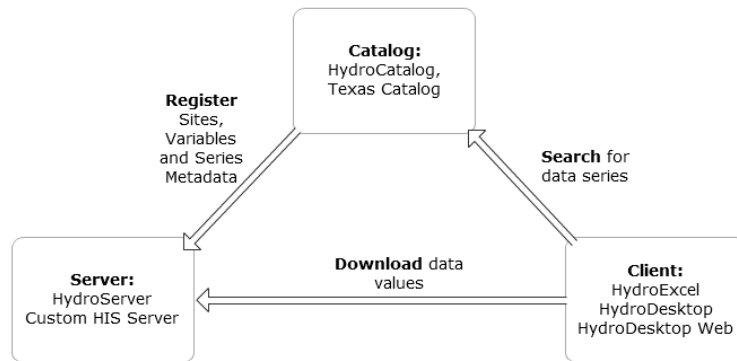 Catalog:
HydroCatalog,
Texas Catalog
Register
Sites,
Variables
and Series
Metadata
Search for
data series
Server:
HydroServer
Custom HIS Server
Download data
values
Client:
HydroExcel
HydroDesktop
HydroDesktop Web